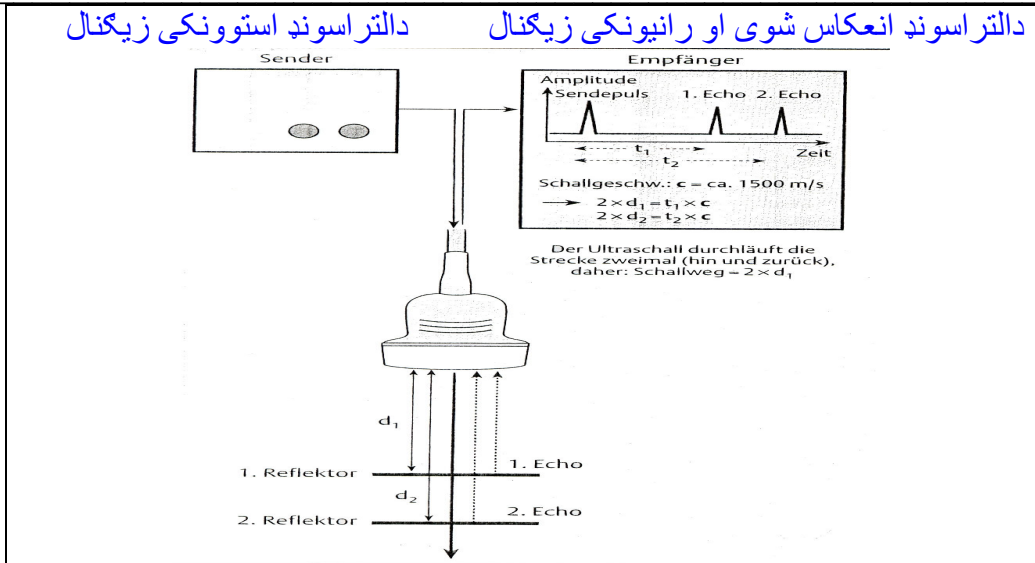 دالتراسونډ انعکاس شوی او رانیونکی زیګنال
دالتراسونډ استوونکی زیګنال
Sender
Empfänger
Amplitude
Sendepuls 1. Echo 2. Echo
t₁
Zeit
t₂
Schallgeschw.: c = ca. 1500 m/s
→ 2 × d₁ = t₁ × c
2 × d₂ = t₂ × c
Der Ultraschall durchläuft die
Strecke zweimal (hin und zurück),
daher: Schallweg = 2 × d₁
d₁
1. Reflektor 1. Echo
d₂
2. Reflektor 2. Echo